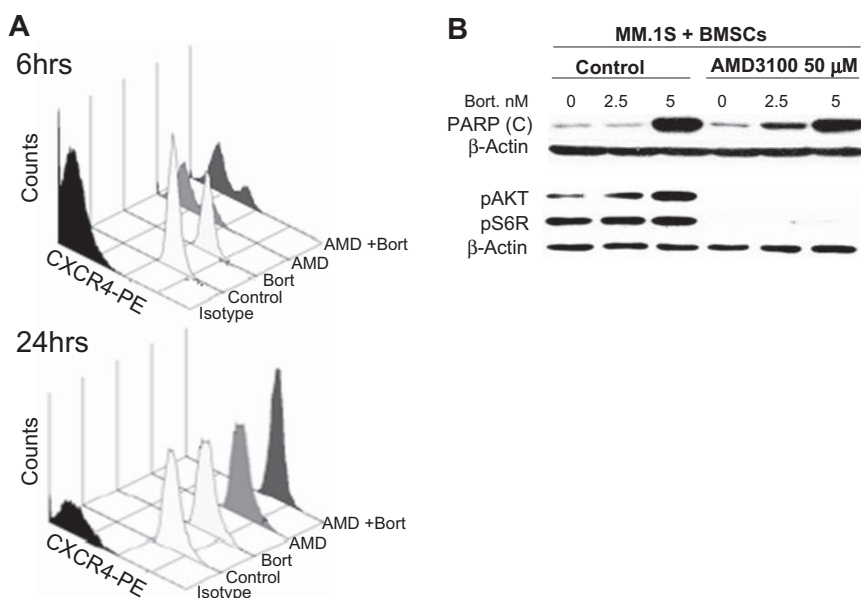 A
6hrs
Counts
CXCR4-PE
Isotype
Control
Bort
AMD
AMD +Bort
24hrs
Counts
CXCR4-PE
Isotype
Control
Bort
AMD
AMD +Bort
B
MM.1S + BMSCs
Control AMD3100 50 μM
Bort. nM 0 2.5 5 0 2.5 5
PARP (C)
β-Actin
pAKT
pS6R
β-Actin